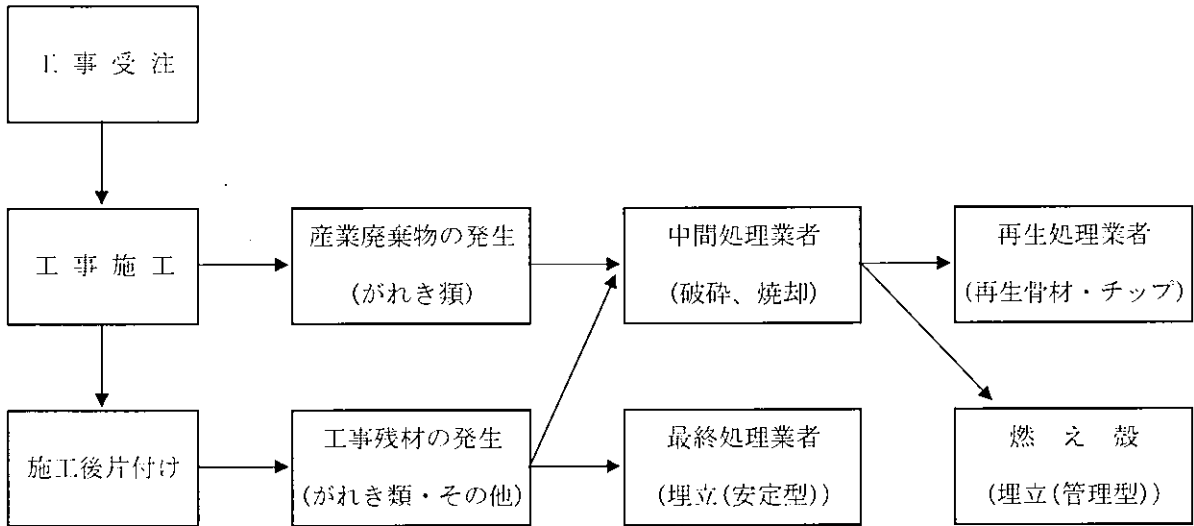 工事受注
工事施工
産業廃棄物の発生
(がれき類)
中間処理業者
(破砕、焼却)
再生処理業者
(再生骨材・チップ)
施工後片付け
工事残材の発生
(がれき類・その他)
最終処理業者
(埋立(安定型))
燃え殻
(埋立(管理型))